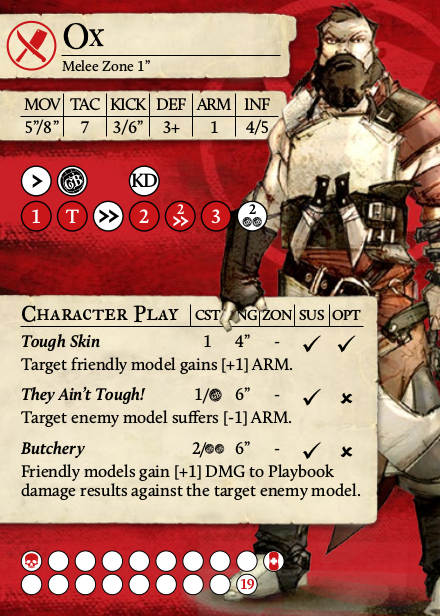 Ox
Melee Zone 1"
MOV TAC KICK DEF ARM INF
5"/8" 7 3/6" 3+ 1 4/5
> GB KD
1 T >> 2 2 >> 3 2
Character Play CST NG ZON SUS OPT
Tough Skin 1 4" - ✓ ✓
Target friendly model gains [+1] ARM.
They Ain't Tough! 1/ 6" - ✓ ×
Target enemy model suffers [-1] ARM.
Butchery 2/ 6" - ✓ ×
Friendly models gain [+1] DMG to Playbook
damage results against the target enemy model.
19